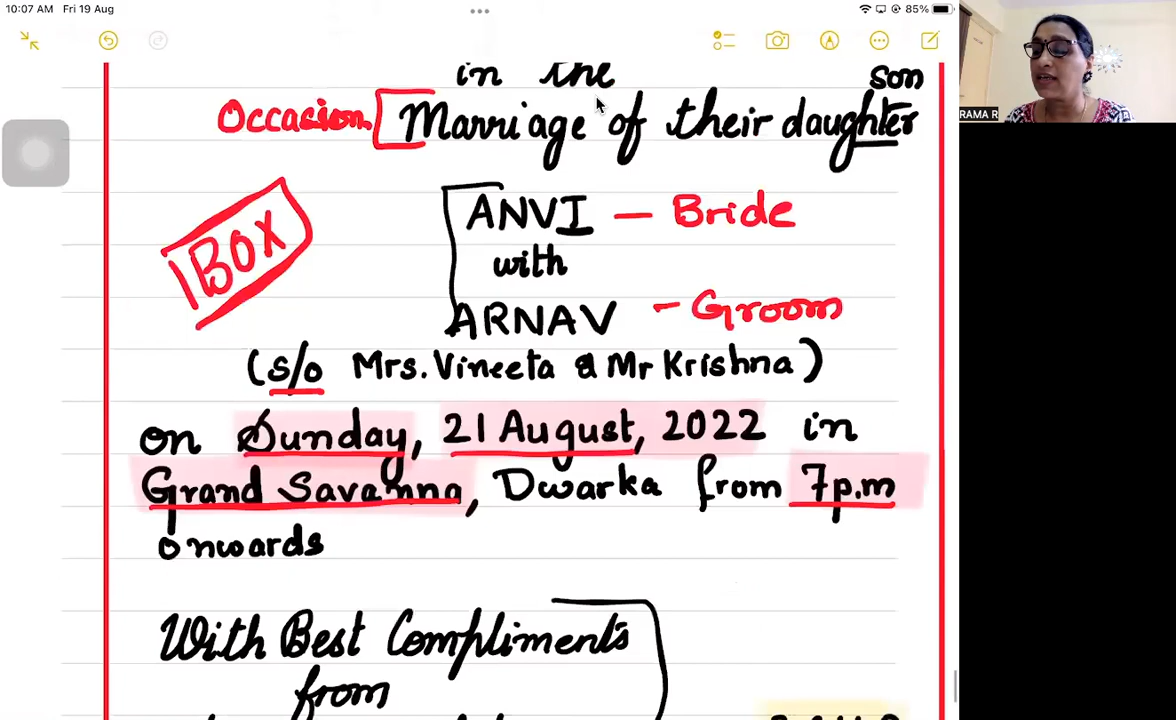 10:07 AM Fri 19 Aug
85%
in the
son
Occasion Marriage of their daughter
ANVI - Bride
BOX
with
ARNAV - Groom
(s/o Mrs. Vineeta & Mr Krishna)
on Sunday, 21 August, 2022 in
Grand Savanna, Dwarka from 7p.m
onwards
With Best Compliments
from
RAMA R